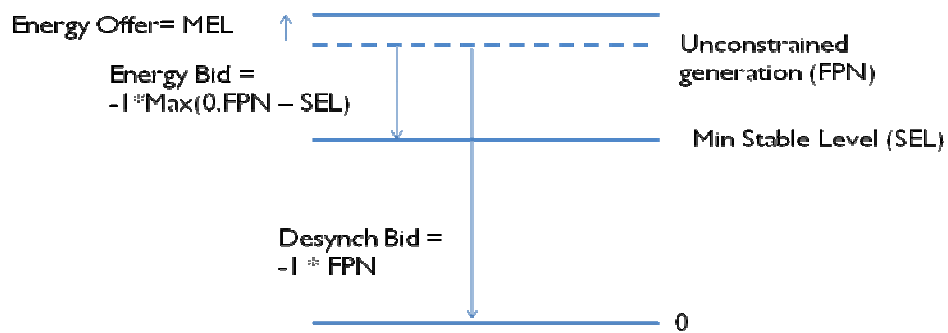 Energy Offer= MEL
Unconstrained
generation (FPN)
Energy Bid =
-1*Max(0.FPN – SEL)
Min Stable Level (SEL)
Desynch Bid =
-1 * FPN
0